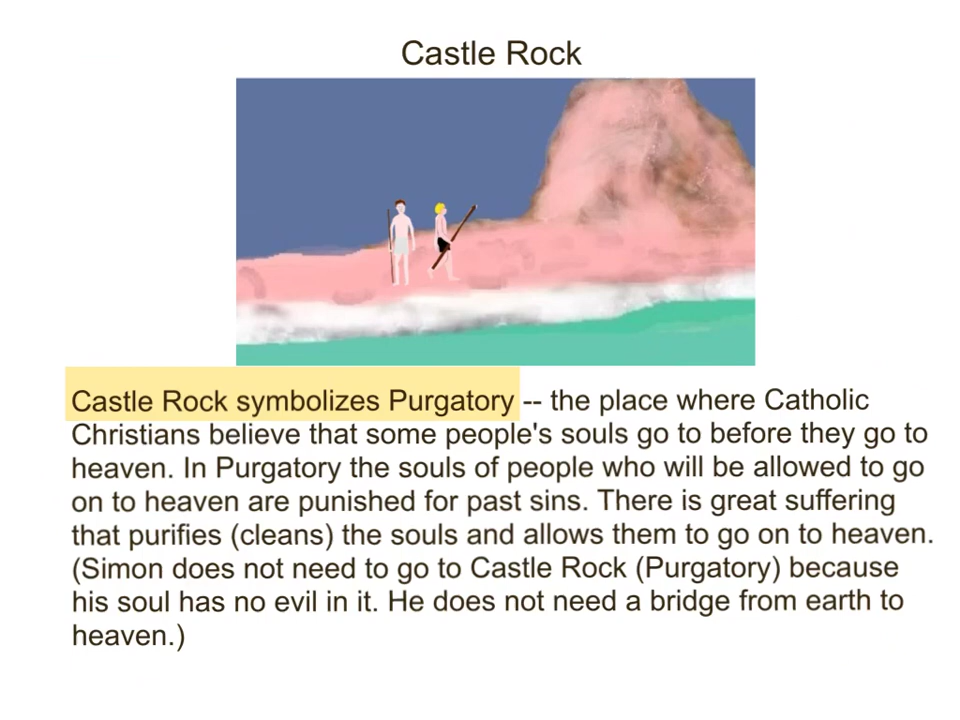 Castle Rock
Castle Rock symbolizes Purgatory -- the place where Catholic
Christians believe that some people's souls go to before they go to
heaven. In Purgatory the souls of people who will be allowed to go
on to heaven are punished for past sins. There is great suffering
that purifies (cleans) the souls and allows them to go on to heaven.
(Simon does not need to go to Castle Rock (Purgatory) because
his soul has no evil in it. He does not need a bridge from earth to
heaven.)